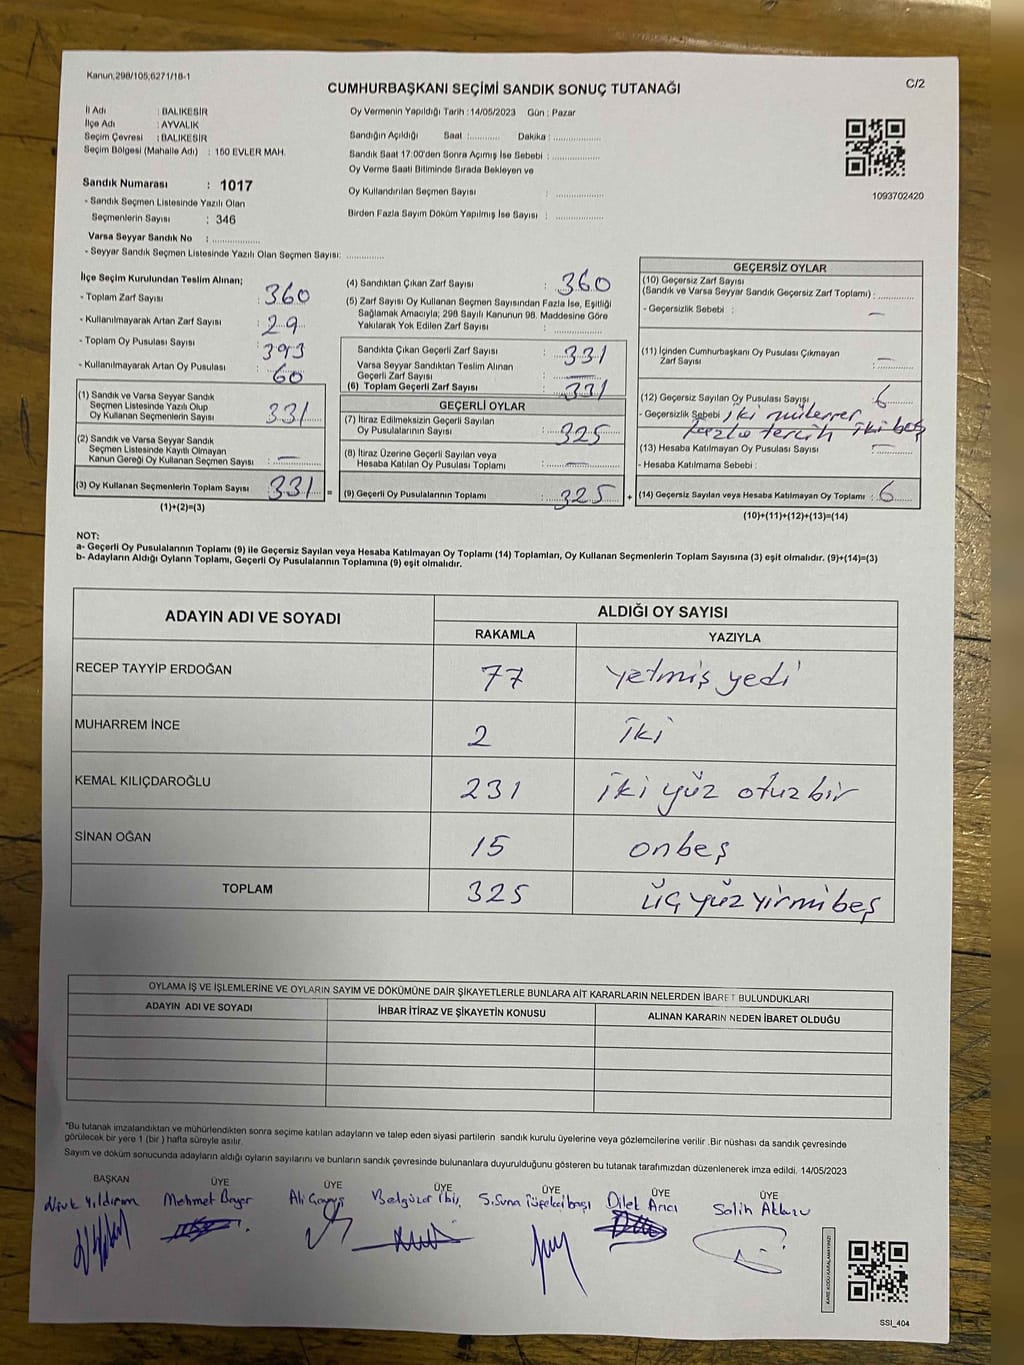 Kanun,298/105,6271/18-1
CUMHURBAŞKANI SEÇİMİ SANDIK SONUÇ TUTANAĞI
C/2
İl Adı : BALIKESİR
İlçe Adı : AYVALIK
Seçim Çevresi : BALIKESİR
Seçim Bölgesi (Mahalle Adı) : 150 EVLER MAH.
Oy Vermenin Yapıldığı Tarih :14/05/2023 Gün : Pazar
Sandığın Açıldığı Saat :........... Dakika : ......................
Sandık Saat 17:00'den Sonra Açımış İse Sebebi : ................
Oy Verme Saati Bitiminde Sırada Bekleyen ve
Oy Kullandırılan Seçmen Sayısı : ................
Birden Fazla Sayım Döküm Yapılmış İse Sayısı : ................
1093702420
Sandık Numarası : 1017
- Sandık Seçmen Listesinde Yazılı Olan
Seçmenlerin Sayısı : 346
Varsa Seyyar Sandık No : ................
- Seyyar Sandık Seçmen Listesinde Yazılı Olan Seçmen Sayısı: .............
İlçe Seçim Kurulundan Teslim Alınan;
- Toplam Zarf Sayısı : 360
- Kullanılmayarak Artan Zarf Sayısı : 29
- Toplam Oy Pusulası Sayısı : 393
- Kullanılmayarak Artan Oy Pusulası : 60
(1) Sandık ve Varsa Seyyar Sandık
Seçmen Listesinde Yazılı Olup
Oy Kullanan Seçmenlerin Sayısı : 331
(2) Sandık ve Varsa Seyyar Sandık
Seçmen Listesinde Kayıtlı Olmayan
Kanun Gereği Oy Kullanan Seçmen Sayısı : —
(3) Oy Kullanan Seçmenlerin Toplam Sayısı : 331 =
(1)+(2)=(3)
(4) Sandıktan Çıkan Zarf Sayısı : 360
(5) Zarf Sayısı Oy Kullanan Seçmen Sayısından Fazla İse, Eşitliği
Sağlamak Amacıyla; 298 Sayılı Kanunun 98. Maddesine Göre
Yakılarak Yok Edilen Zarf Sayısı : ................
Sandıkta Çıkan Geçerli Zarf Sayısı : 331
Varsa Seyyar Sandıktan Teslim Alınan
Geçerli Zarf Sayısı : —
(6) Toplam Geçerli Zarf Sayısı : 331
GEÇERLİ OYLAR
(7) İtiraz Edilmeksizin Geçerli Sayılan
Oy Pusulalarının Sayısı : 325
(8) İtiraz Üzerine Geçerli Sayılan veya
Hesaba Katılan Oy Pusulası Toplamı : —
(9) Geçerli Oy Pusulalarının Toplamı : 325 +
GEÇERSİZ OYLAR
(10) Geçersiz Zarf Sayısı
(Sandık ve Varsa Seyyar Sandık Geçersiz Zarf Toplamı) : .............
- Geçersizlik Sebebi : —
(11) İçinden Cumhurbaşkanı Oy Pusulası Çıkmayan
Zarf Sayısı : —
(12) Geçersiz Sayılan Oy Pusulası Sayısı : 6
- Geçersizlik Sebebi : iki
tercih iki beş
(13) Hesaba Katılmayan Oy Pusulası Sayısı : —
- Hesaba Katılmama Sebebi :
(14) Geçersiz Sayılan veya Hesaba Katılmayan Oy Toplamı : 6
(10)+(11)+(12)+(13)=(14)
NOT:
a- Geçerli Oy Pusulalarının Toplamı (9) ile Geçersiz Sayılan veya Hesaba Katılmayan Oy Toplamı (14) Toplamları, Oy Kullanan Seçmenlerin Toplam Sayısına (3) eşit olmalıdır. (9)+(14)=(3)
b- Adayların Aldığı Oyların Toplamı, Geçerli Oy Pusulalarının Toplamına (9) eşit olmalıdır.
ADAYIN ADI VE SOYADI
ALDIĞI OY SAYISI
RAKAMLA YAZIYLA
RECEP TAYYİP ERDOĞAN 77 yetmiş yedi
MUHARREM İNCE 2 iki
KEMAL KILIÇDAROĞLU 231 iki yüz otuz bir
SİNAN OĞAN 15 onbeş
TOPLAM 325 üç yüz yirmi beş
OYLAMA İŞ VE İŞLEMLERİNE VE OYLARIN SAYIM VE DÖKÜMÜNE DAİR ŞİKAYETLERLE BUNLARA AİT KARARLARIN NELERDEN İBARET BULUNDUKLARI
ADAYIN ADI VE SOYADI İHBAR İTİRAZ VE ŞİKAYETİN KONUSU ALINAN KARARIN NEDEN İBARET OLDUĞU
*Bu tutanak imzalandıktan ve mühürlendikten sonra seçime katılan adayların ve talep eden siyasi partilerin sandık kurulu üyelerine veya gözlemcilerine verilir .Bir nüshası da sandık çevresinde
görülecek bir yere 1 (bir ) hafta süreyle asılır.
Sayım ve döküm sonucunda adayların aldığı oyların sayılarını ve bunların sandık çevresinde bulunanlara duyurulduğunu gösteren bu tutanak tarafımızdan düzenlenerek imza edildi. 14/05/2023
BAŞKAN ÜYE ÜYE ÜYE ÜYE ÜYE ÜYE
Yıldırım Mehmet Ali S.Suna Tüfekçibaşı Dilek Arıcı Salih
KARE KODU KARALAMAYINIZ!
SSI_404